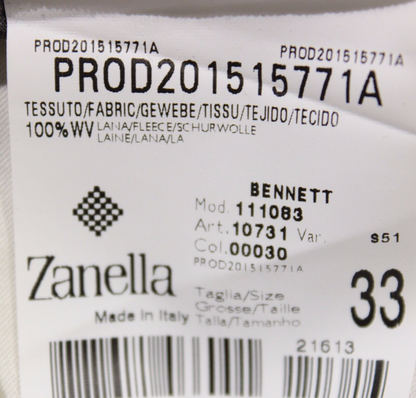 PROD201515771A PROD201515771A
PROD201515771A
TESSUTO/FABRIC/GEWEBE/TISSU/TEJIDO/TECIDO
100%WV LANA/FLEECE/SCHURWOLLE
LAINE/LANA/LA
BENNETT
Mod. 111083
Art. 10731 Var. S51
Col. 00030
PROD201515771A
Zanella
Made in Italy
Taglia/Size
Grosse/Taille
Talla/Tamanho
33
21613